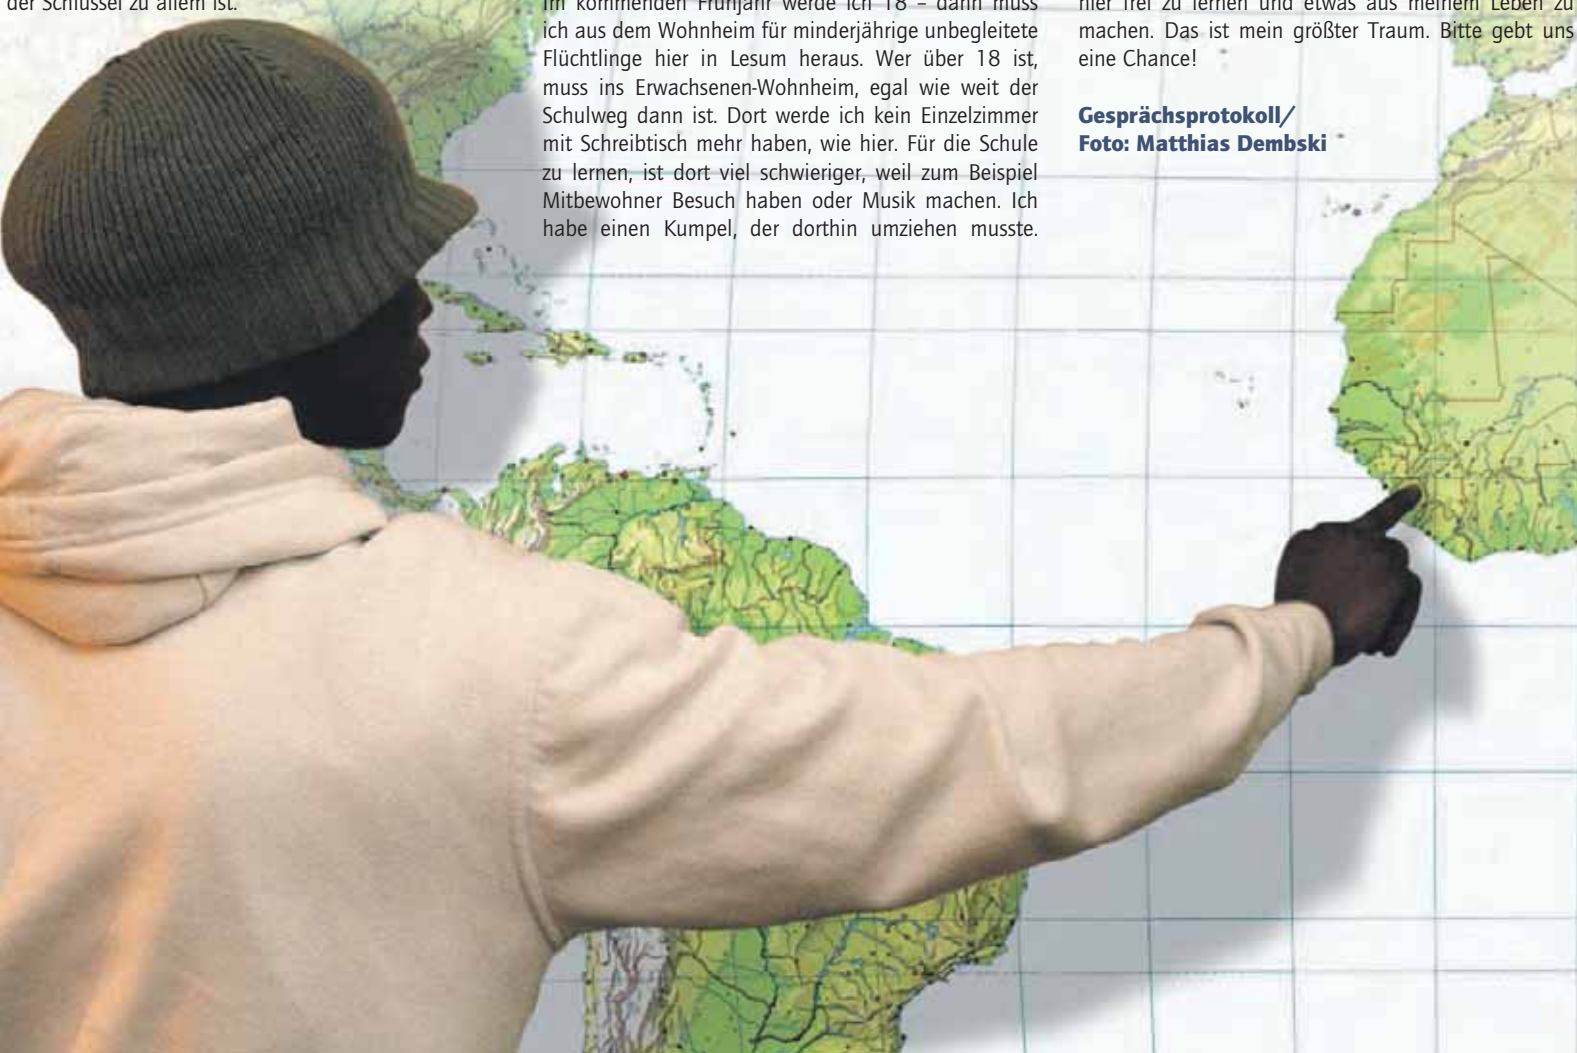 der Schlüssel zu allem ist.
im kommenden Frühjahr werde ich 18 – dann muss
ich aus dem Wohnheim für minderjährige unbegleitete
Flüchtlinge hier in Lesum heraus. Wer über 18 ist,
muss ins Erwachsenen-Wohnheim, egal wie weit der
Schulweg dann ist. Dort werde ich kein Einzelzimmer
mit Schreibtisch mehr haben, wie hier. Für die Schule
zu lernen, ist dort viel schwieriger, weil zum Beispiel
Mitbewohner Besuch haben oder Musik machen. Ich
habe einen Kumpel, der dorthin umziehen musste.
hier frei zu lernen und etwas aus meinem Leben zu
machen. Das ist mein größter Traum. Bitte gebt uns
eine Chance!
Gesprächsprotokoll/
Foto: Matthias Dembski